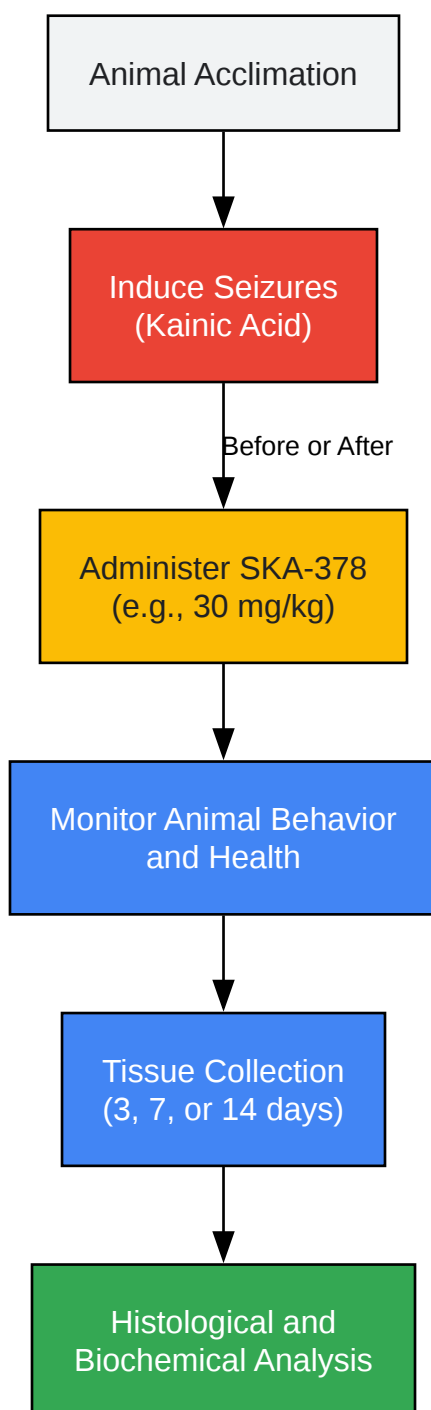 Animal Acclimation
Induce Seizures
(Kainic Acid)
Before or After
Administer SKA-378
(e.g., 30 mg/kg)
Monitor Animal Behavior
and Health
Tissue Collection
(3, 7, or 14 days)
Histological and
Biochemical Analysis